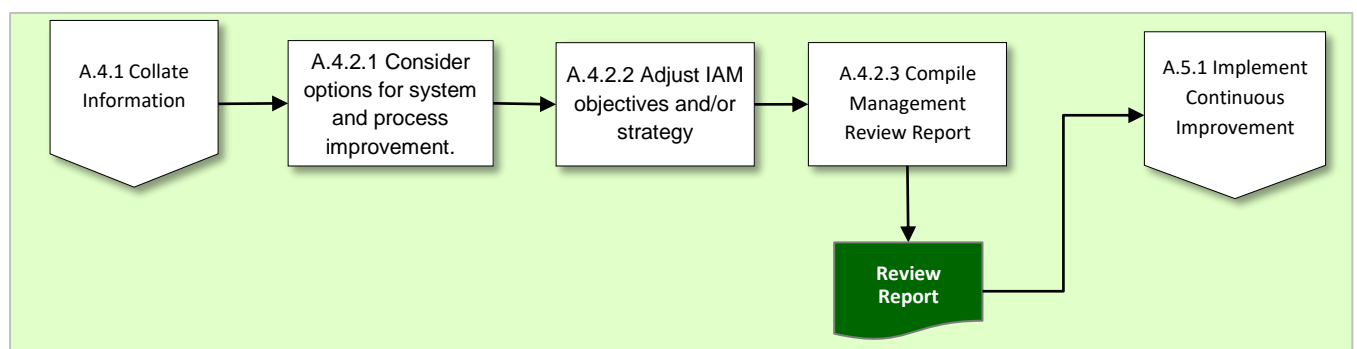 A.4.1 Collate
Information
A.4.2.1 Consider
options for system
and process
improvement.
A.4.2.2 Adjust IAM
objectives and/or
strategy
A.4.2.3 Compile
Management
Review Report
A.5.1 Implement
Continuous
Improvement
Review
Report